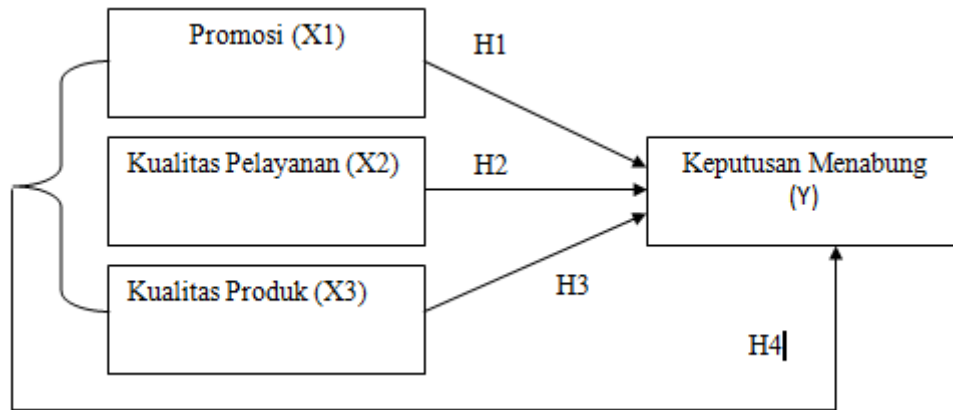 Promosi (X1)
H1
Kualitas Pelayanan (X2)
H2
Keputusan Menabung
(Y)
Kualitas Produk (X3)
H3
H4